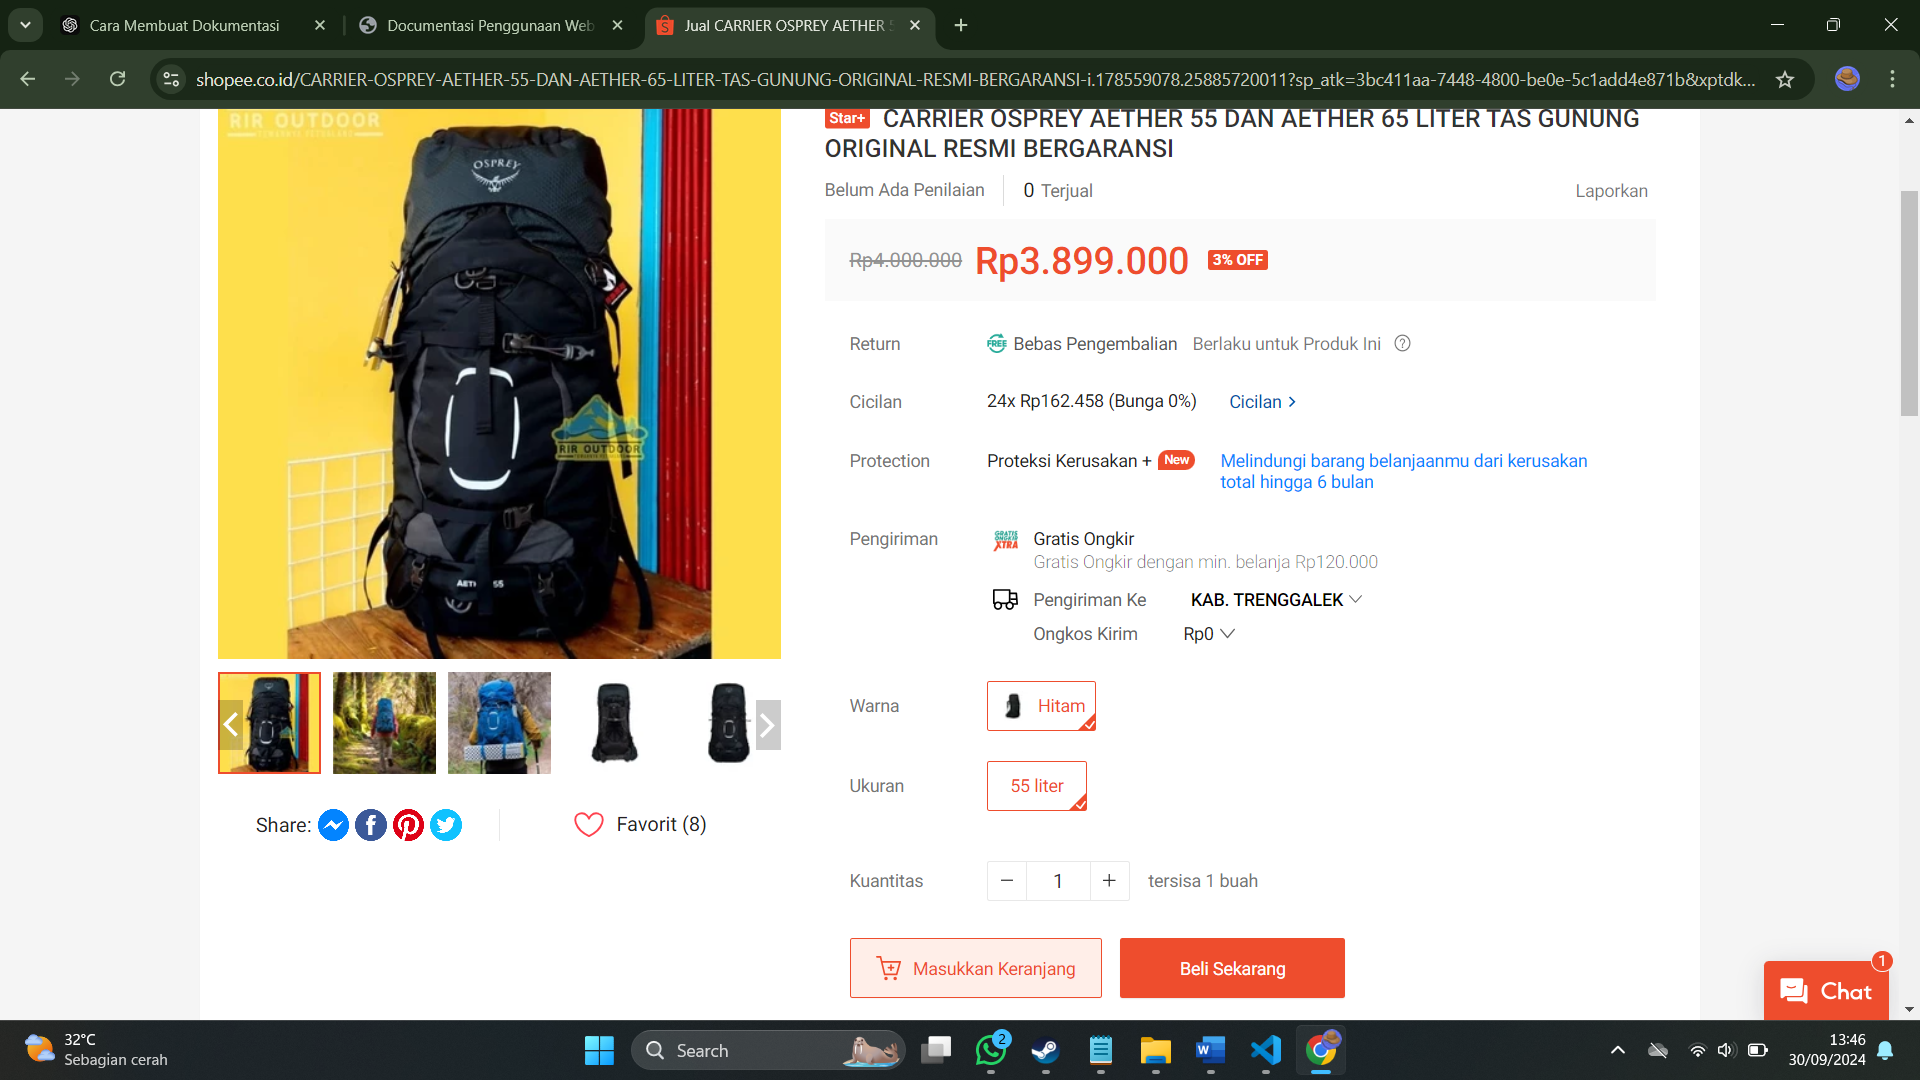 Cara Membuat Dokumentasi
Documentasi Penggunaan Web
Jual CARRIER OSPREY AETHER 5
shopee.co.id/CARRIER-OSPREY-AETHER-55-DAN-AETHER-65-LITER-TAS-GUNUNG-ORIGINAL-RESMI-BERGARANSI-i.178559078.25885720011?sp_atk=3bc411aa-7448-4800-be0e-5c1add4e871b&xptdk...
RIR OUTDOOR
OSPREY
RIR OUTDOOR
Star+ CARRIER OSPREY AETHER 55 DAN AETHER 65 LITER TAS GUNUNG
ORIGINAL RESMI BERGARANSI
Belum Ada Penilaian
0 Terjual
Laporkan
Rp4.000.000 Rp3.899.000 3% OFF
Return
FREE Bebas Pengembalian Berlaku untuk Produk Ini ?
Cicilan
24x Rp162.458 (Bunga 0%) Cicilan
Protection
Proteksi Kerusakan + New
Melindungi barang belanjaanmu dari kerusakan
total hingga 6 bulan
Pengiriman
GRATIS ONGKIR XTRA
Gratis Ongkir
Gratis Ongkir dengan min. belanja Rp120.000
Pengiriman Ke KAB. TRENGGALEK
Ongkos Kirim Rp0
Warna
Hitam
Ukuran
55 liter
Share:
Favorit (8)
Kuantitas
1
tersisa 1 buah
Masukkan Keranjang
Beli Sekarang
Chat
1
32°C
Sebagian cerah
Search
2
13:46
30/09/2024